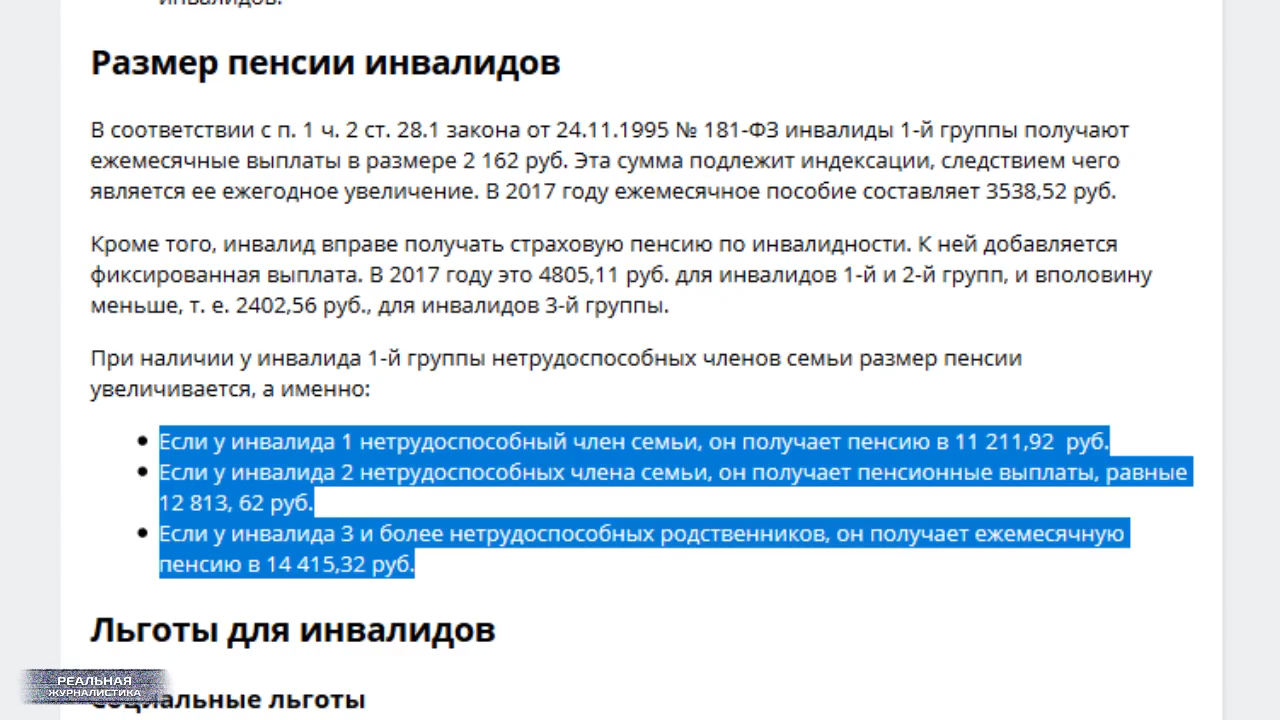 инвалидов.
Размер пенсии инвалидов
В соответствии с п. 1 ч. 2 ст. 28.1 закона от 24.11.1995 № 181-ФЗ инвалиды 1-й группы получают
ежемесячные выплаты в размере 2 162 руб. Эта сумма подлежит индексации, следствием чего
является ее ежегодное увеличение. В 2017 году ежемесячное пособие составляет 3538,52 руб.
Кроме того, инвалид вправе получать страховую пенсию по инвалидности. К ней добавляется
фиксированная выплата. В 2017 году это 4805,11 руб. для инвалидов 1-й и 2-й групп, и вполовину
меньше, т. е. 2402,56 руб., для инвалидов 3-й группы.
При наличии у инвалида 1-й группы нетрудоспособных членов семьи размер пенсии
увеличивается, а именно:
Если у инвалида 1 нетрудоспособный член семьи, он получает пенсию в 11 211,92  руб.
Если у инвалида 2 нетрудоспособных члена семьи, он получает пенсионные выплаты, равные
12 813, 62 руб.
Если у инвалида 3 и более нетрудоспособных родственников, он получает ежемесячную
пенсию в 14 415,32 руб.
Льготы для инвалидов
РЕАЛЬНАЯ
ЖУРНАЛИСТИКА
Социальные льготы